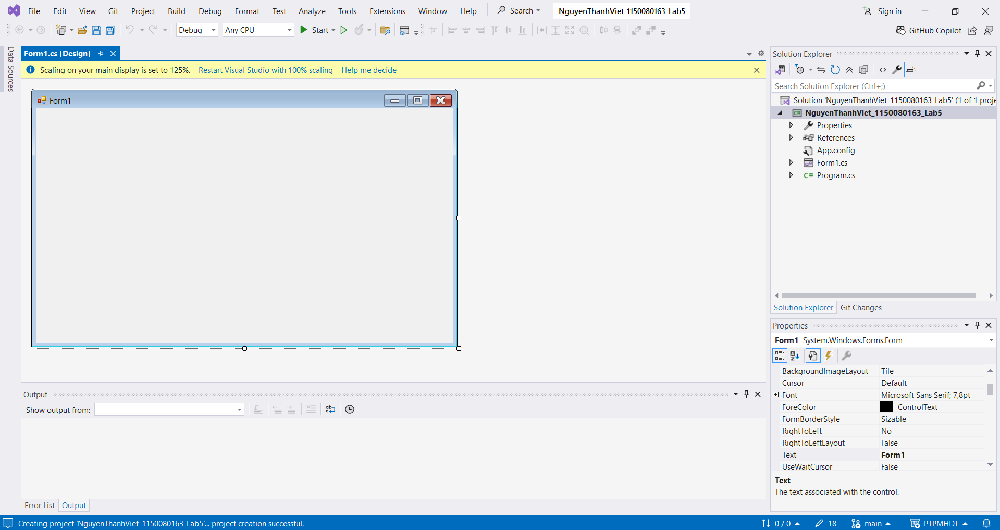 File Edit View Git Project Build Debug Format Test Analyze Tools Extensions Window Help Search NguyenThanhViet_1150080163_Lab5 Sign in
Debug Any CPU Start GitHub Copilot
Data Sources
Form1.cs [Design]
Scaling on your main display is set to 125%. Restart Visual Studio with 100% scaling Help me decide
Form1
Output
Show output from:
Error List Output
Solution Explorer
Search Solution Explorer (Ctrl+;)
Solution 'NguyenThanhViet_1150080163_Lab5' (1 of 1 proje
NguyenThanhViet_1150080163_Lab5
Properties
References
App.config
Form1.cs
C# Program.cs
Solution Explorer Git Changes
Properties
Form1 System.Windows.Forms.Form
BackgroundImageLayout Tile
Cursor Default
Font Microsoft Sans Serif; 7,8pt
ForeColor ControlText
FormBorderStyle Sizable
RightToLeft No
RightToLeftLayout False
Text Form1
UseWaitCursor False
Text
The text associated with the control.
Creating project 'NguyenThanhViet_1150080163_Lab5'... project creation successful. 0 / 0 18 main PTPMHDT